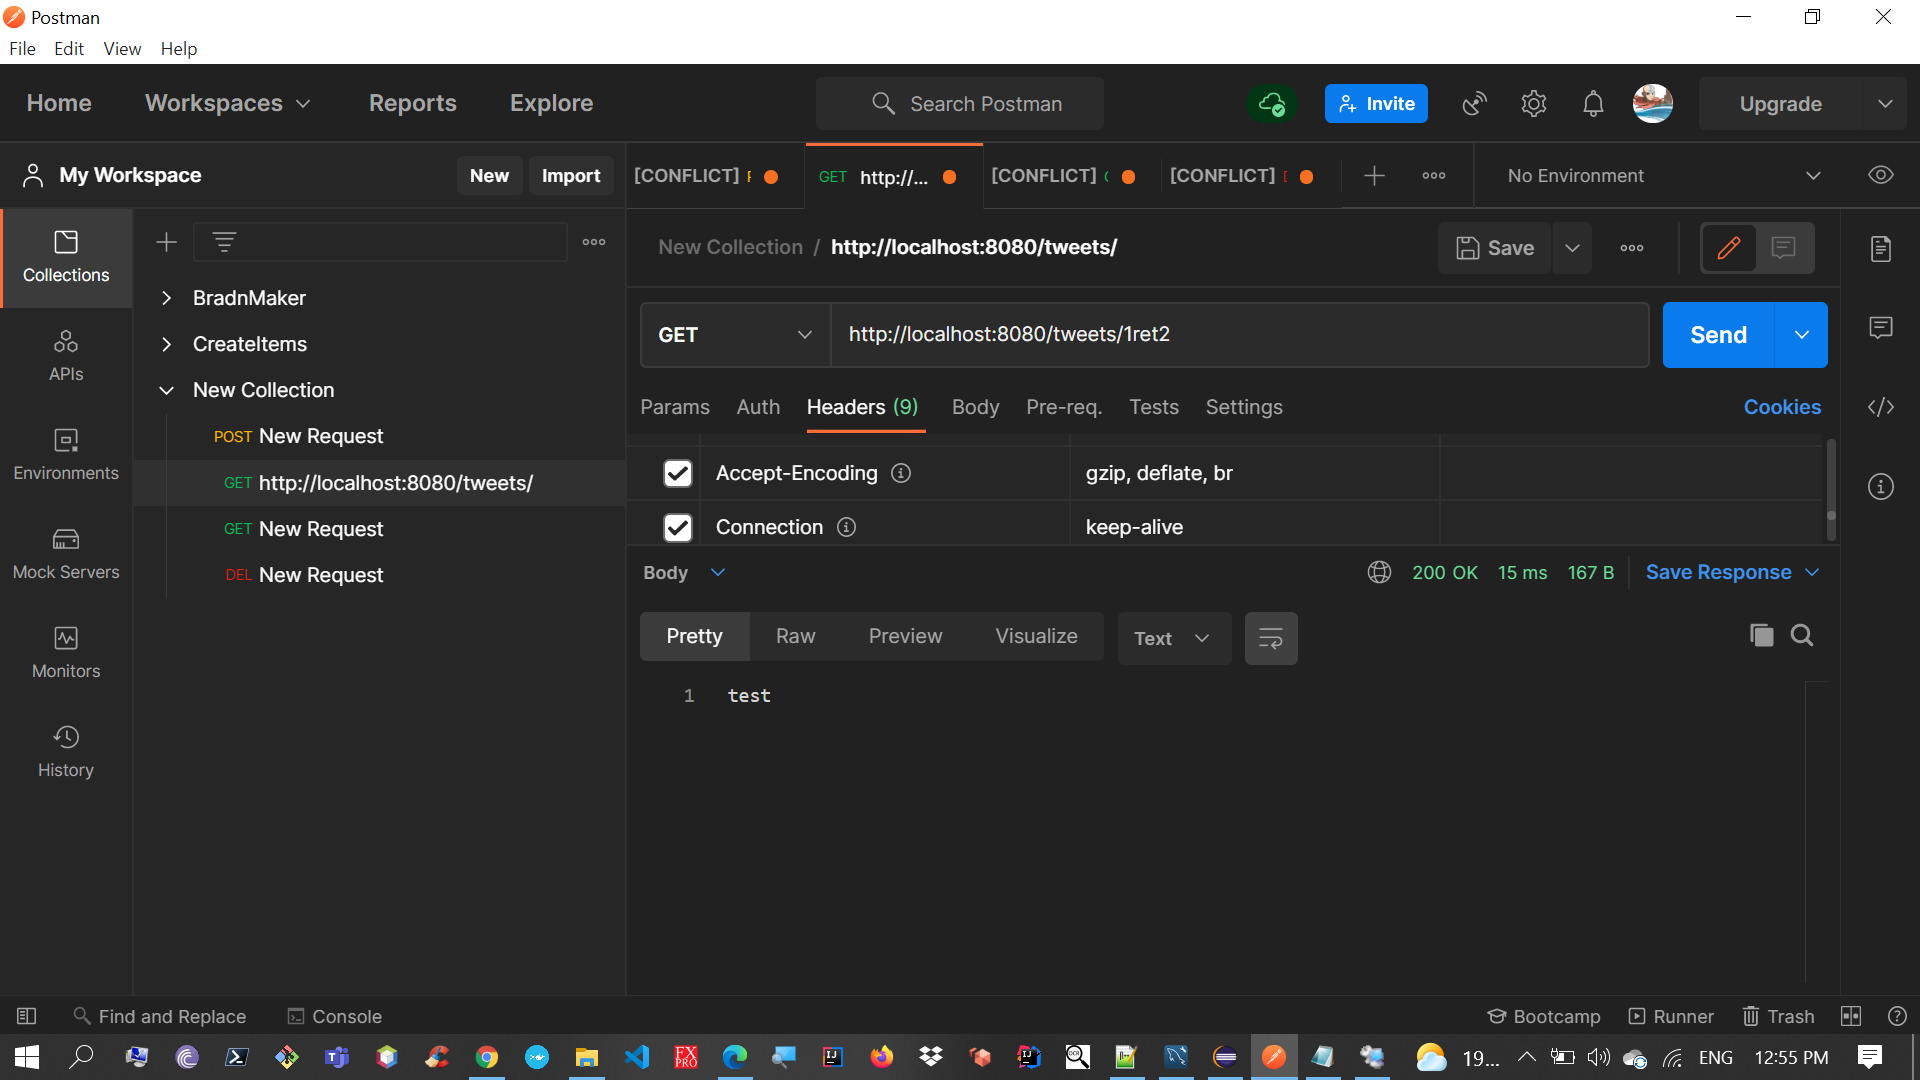 Postman
File Edit View Help
Home Workspaces Reports Explore Search Postman Invite Upgrade
My Workspace New Import [CONFLICT] GET http://... [CONFLICT] [CONFLICT] No Environment
Collections
New Collection / http://localhost:8080/tweets/ Save
BradnMaker
CreateItems
New Collection
POST New Request
GET http://localhost:8080/tweets/
GET New Request
DEL New Request
APIs
Environments
Mock Servers
Monitors
History
GET http://localhost:8080/tweets/1ret2 Send
Params Auth Headers (9) Body Pre-req. Tests Settings Cookies
Accept-Encoding gzip, deflate, br
Connection keep-alive
Body 200 OK 15 ms 167 B Save Response
Pretty Raw Preview Visualize Text
1 test
Find and Replace Console Bootcamp Runner Trash
FX PRO IJ OCR IJ 19... ENG 12:55 PM